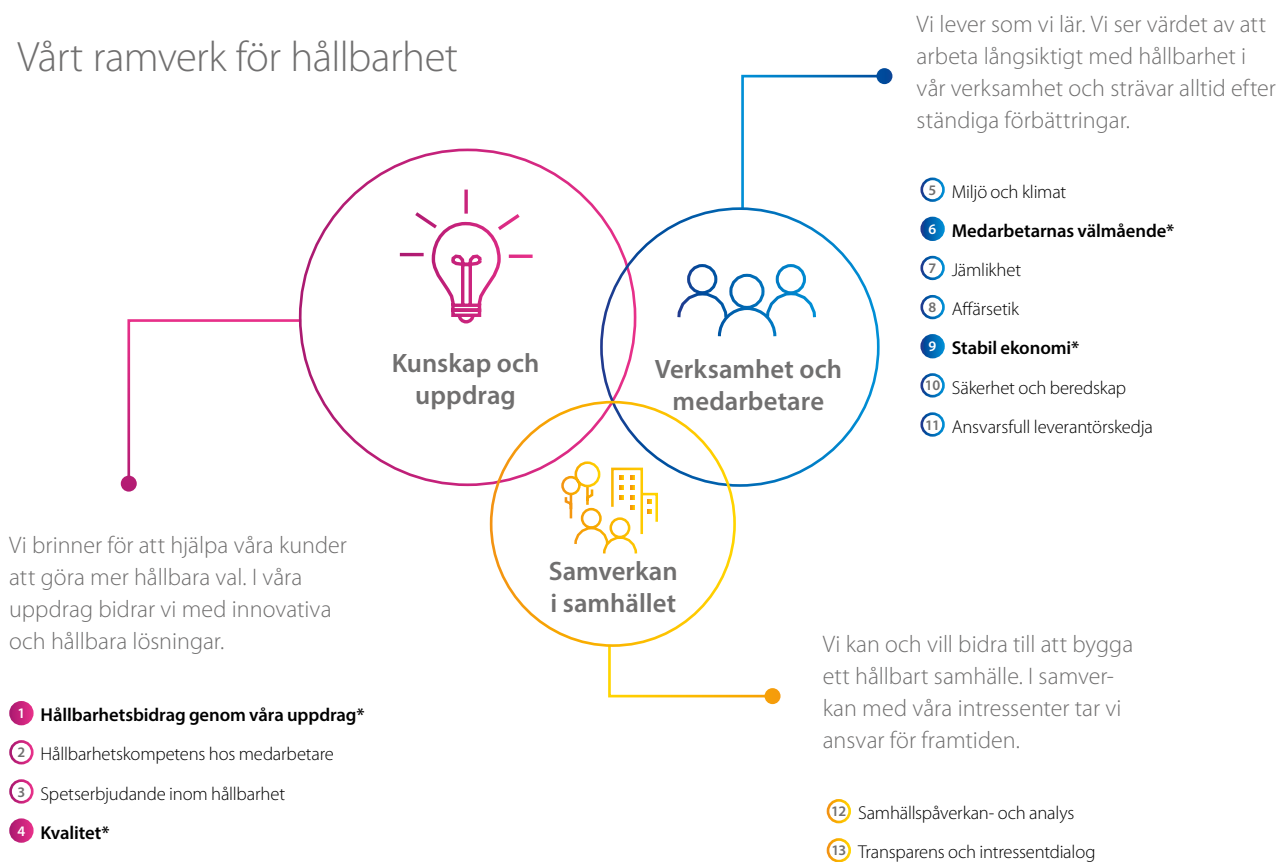 Vårt ramverk för hållbarhet
Vi lever som vi lär. Vi ser värdet av att
arbeta långsiktigt med hållbarhet i
vår verksamhet och strävar alltid efter
ständiga förbättringar.
5 Miljö och klimat
6 Medarbetarnas välmående*
7 Jämlikhet
8 Affärsetik
9 Stabil ekonomi*
10 Säkerhet och beredskap
11 Ansvarsfull leverantörskedja
Kunskap och
uppdrag
Verksamhet och
medarbetare
Samverkan
i samhället
Vi brinner för att hjälpa våra kunder
att göra mer hållbara val. I våra
uppdrag bidrar vi med innovativa
och hållbara lösningar.
1 Hållbarhetsbidrag genom våra uppdrag*
2 Hållbarhetskompetens hos medarbetare
3 Spetserbjudande inom hållbarhet
4 Kvalitet*
Vi kan och vill bidra till att bygga
ett hållbart samhälle. I samver-
kan med våra intressenter tar vi
ansvar för framtiden.
12 Samhällspåverkan- och analys
13 Transparens och intressentdialog